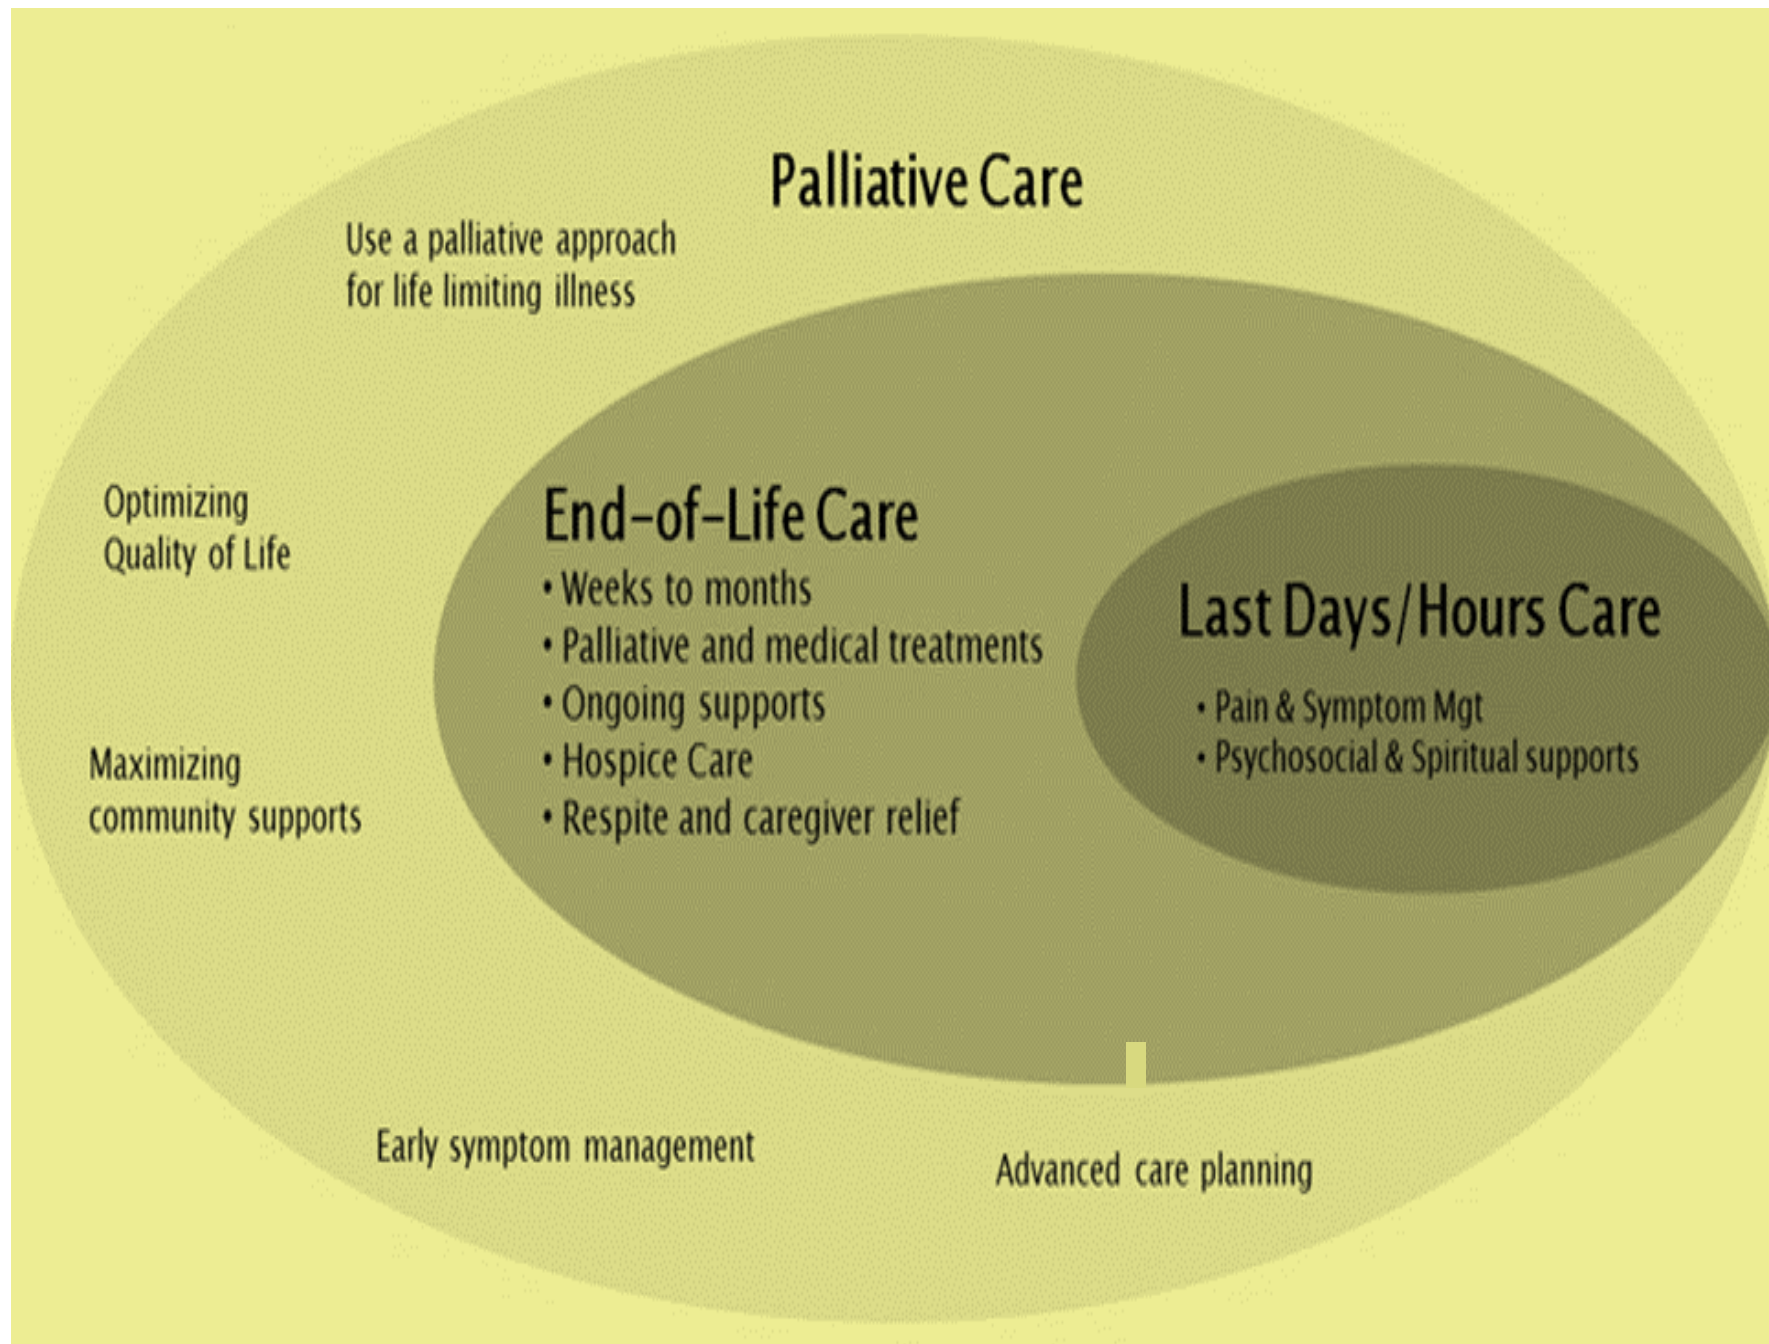 Palliative Care
Use a palliative approach
for life limiting illness
Optimizing
Quality of Life
Maximizing
community supports
End-of-Life Care
• Weeks to months
• Palliative and medical treatments
• Ongoing supports
• Hospice Care
• Respite and caregiver relief
Last Days/Hours Care
• Pain & Symptom Mgt
• Psychosocial & Spiritual supports
Early symptom management
Advanced care planning